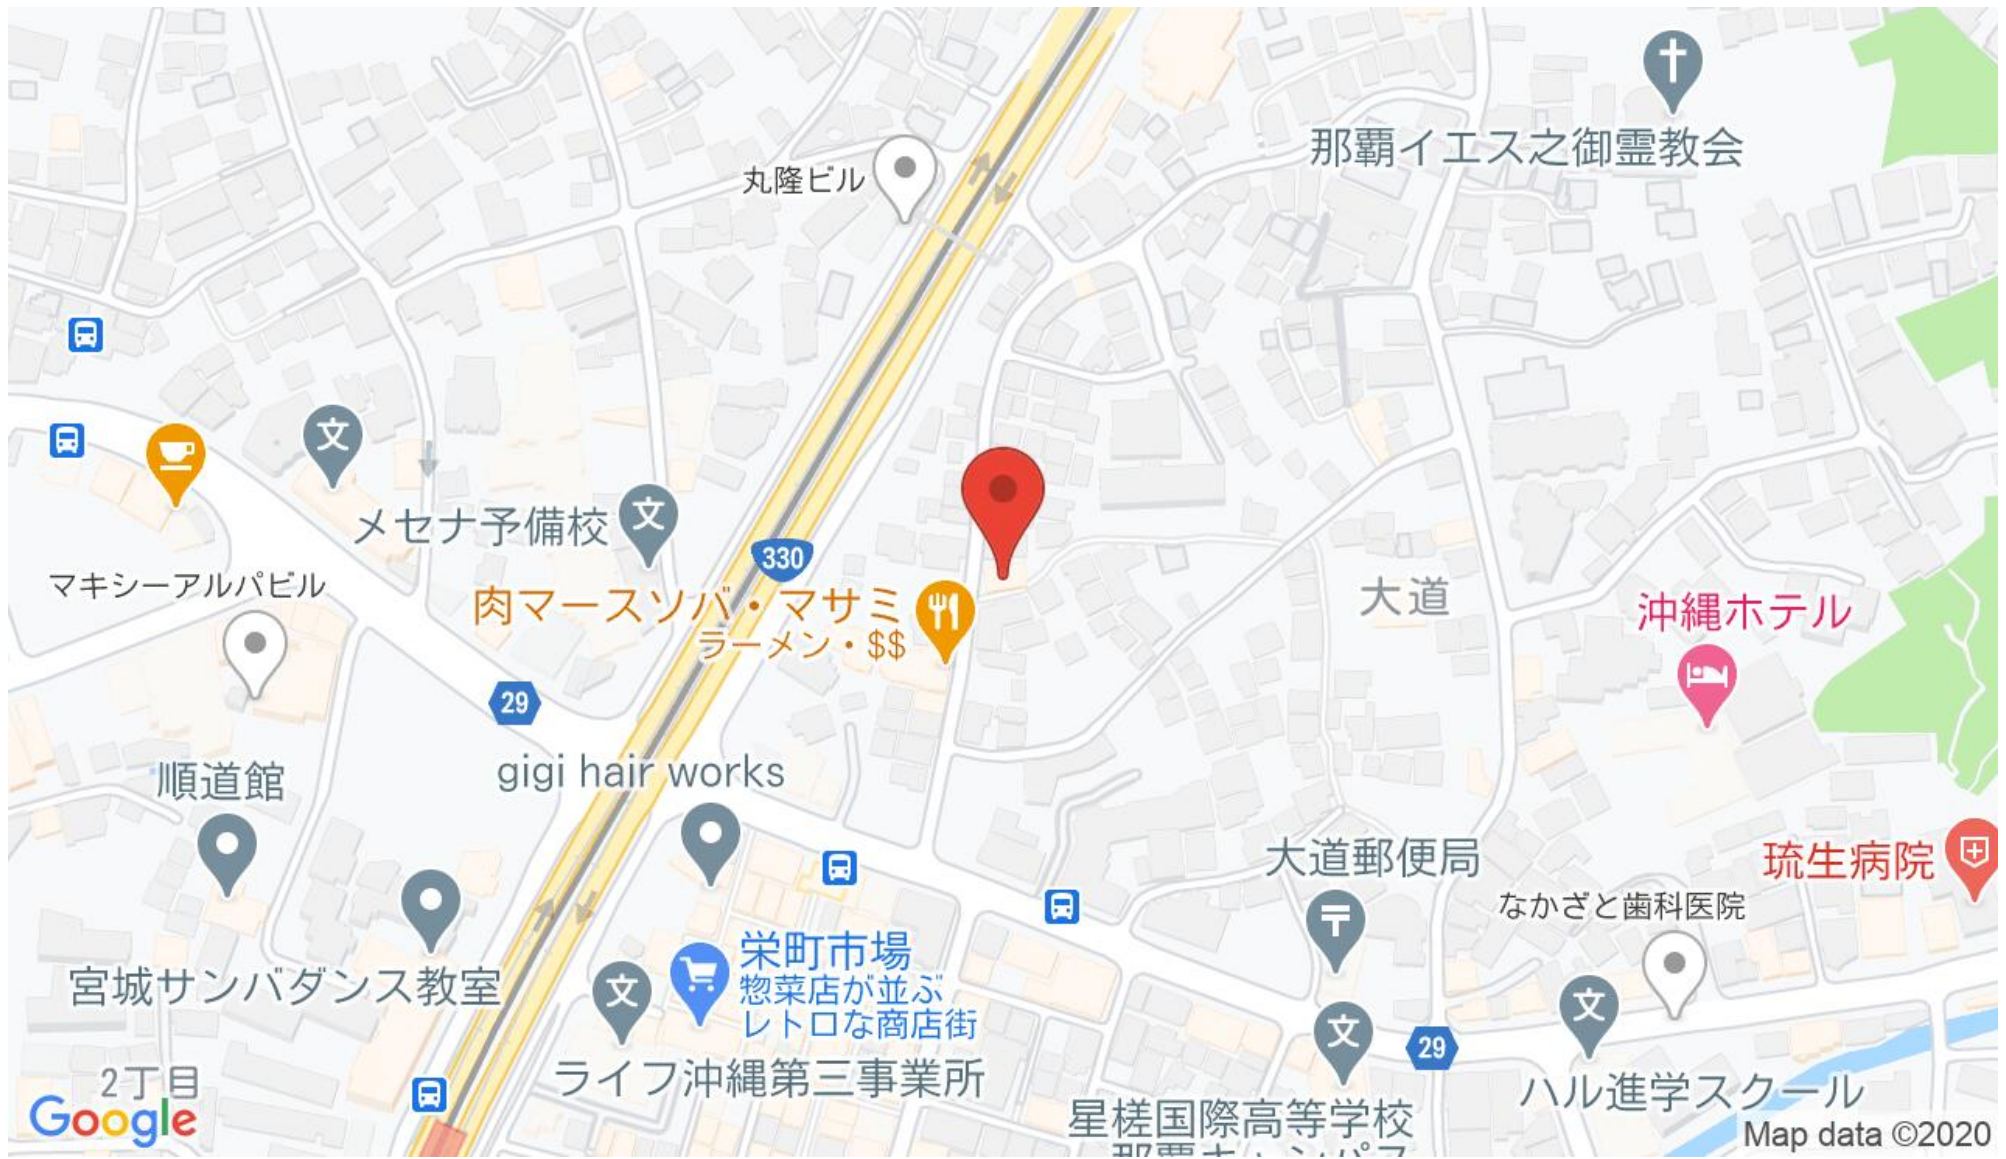 那覇イエス之御霊教会
丸隆ビル
メセナ予備校
330
マキシーアルパビル
肉マースソバ・マサミ
ラーメン・$$
大道
沖縄ホテル
29
順道館
gigi hair works
大道郵便局
琉生病院
なかざと歯科医院
宮城サンバダンス教室
栄町市場
惣菜店が並ぶ
レトロな商店街
29
ライフ沖縄第三事業所
2丁目
ハル進学スクール
星槎国際高等学校
那覇キャンパス
Google
Map data ©2020